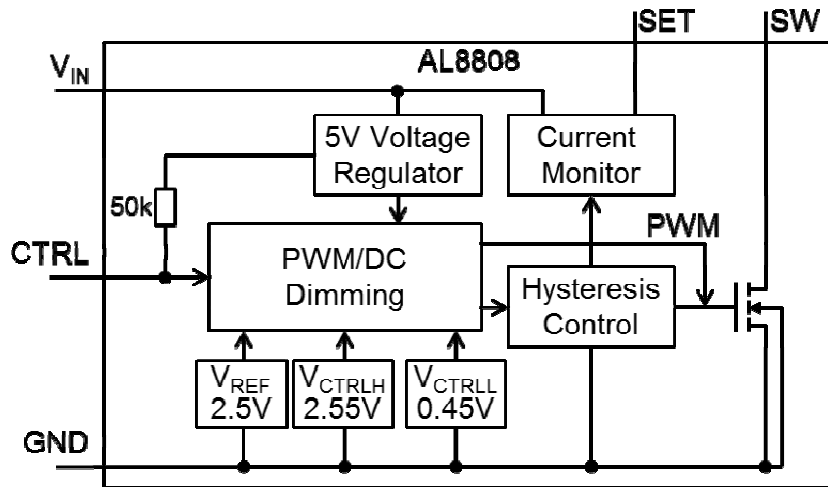 SET
SW
VIN
AL8808
5V Voltage
Regulator
Current
Monitor
50k
CTRL
PWM/DC
Dimming
PWM
Hysteresis
Control
VREF
2.5V
VCTRLH
2.55V
VCTRLL
0.45V
GND